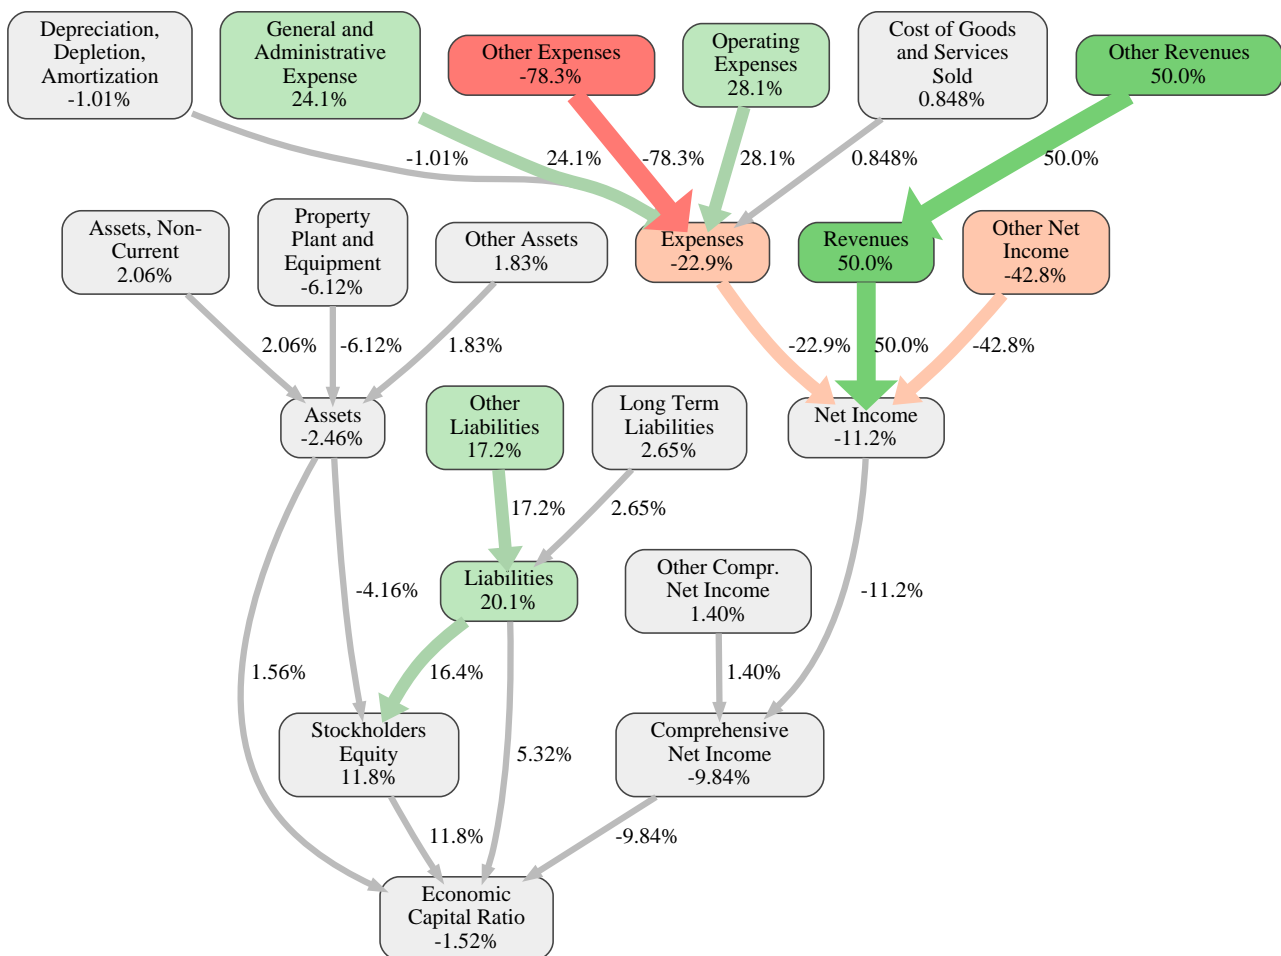 Depreciation,
Depletion,
Amortization
-1.01%
General and
Administrative
Expense
24.1%
Other Expenses
-78.3%
Operating
Expenses
28.1%
Cost of Goods
and Services
Sold
0.848%
Other Revenues
50.0%
-1.01%
24.1%
-78.3%
28.1%
0.848%
50.0%
Assets, Non-
Current
2.06%
Property
Plant and
Equipment
-6.12%
Other Assets
1.83%
Expenses
-22.9%
Revenues
50.0%
Other Net
Income
-42.8%
2.06%
-6.12%
1.83%
-22.9%
50.0%
-42.8%
Assets
-2.46%
Other
Liabilities
17.2%
Long Term
Liabilities
2.65%
Net Income
-11.2%
17.2%
2.65%
Liabilities
20.1%
Other Compr.
Net Income
1.40%
-4.16%
-11.2%
1.56%
16.4%
1.40%
Stockholders
Equity
11.8%
5.32%
Comprehensive
Net Income
-9.84%
11.8%
-9.84%
Economic
Capital Ratio
-1.52%